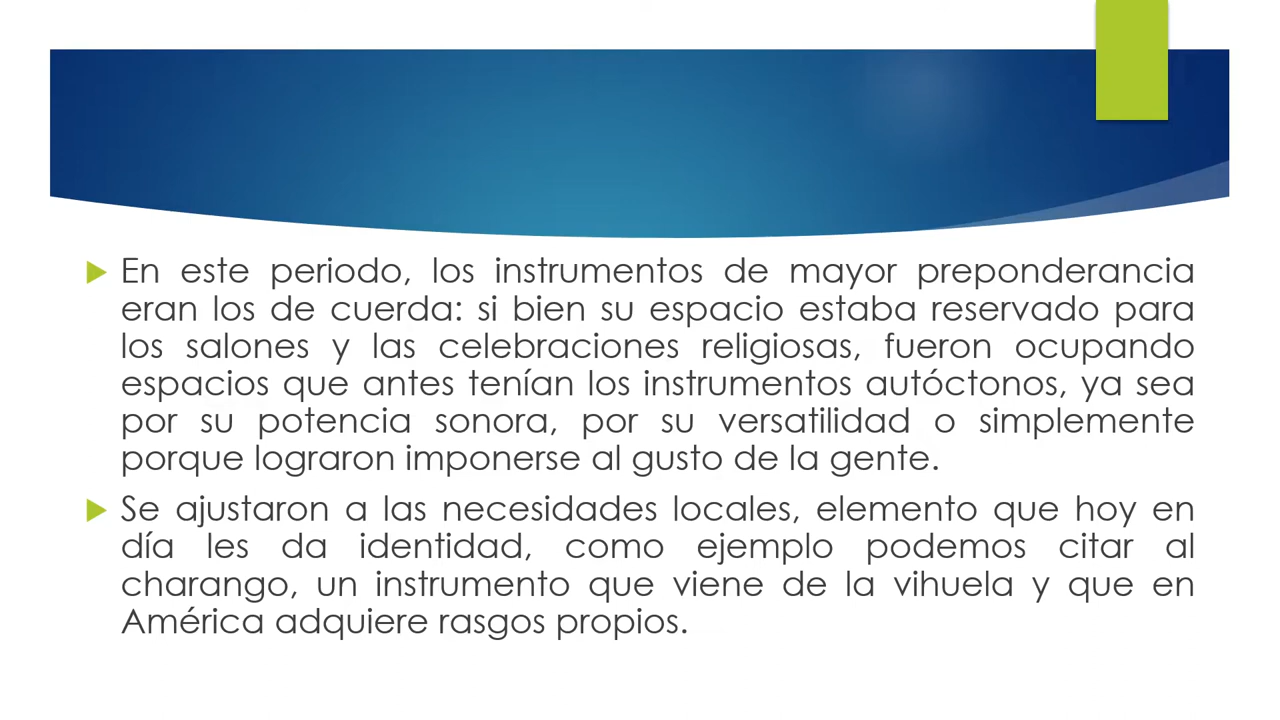 En este periodo, los instrumentos de mayor preponderancia
eran los de cuerda: si bien su espacio estaba reservado para
los salones y las celebraciones religiosas, fueron ocupando
espacios que antes tenían los instrumentos autóctonos, ya sea
por su potencia sonora, por su versatilidad o simplemente
porque lograron imponerse al gusto de la gente.
Se ajustaron a las necesidades locales, elemento que hoy en
día les da identidad, como ejemplo podemos citar al
charango, un instrumento que viene de la vihuela y que en
América adquiere rasgos propios.